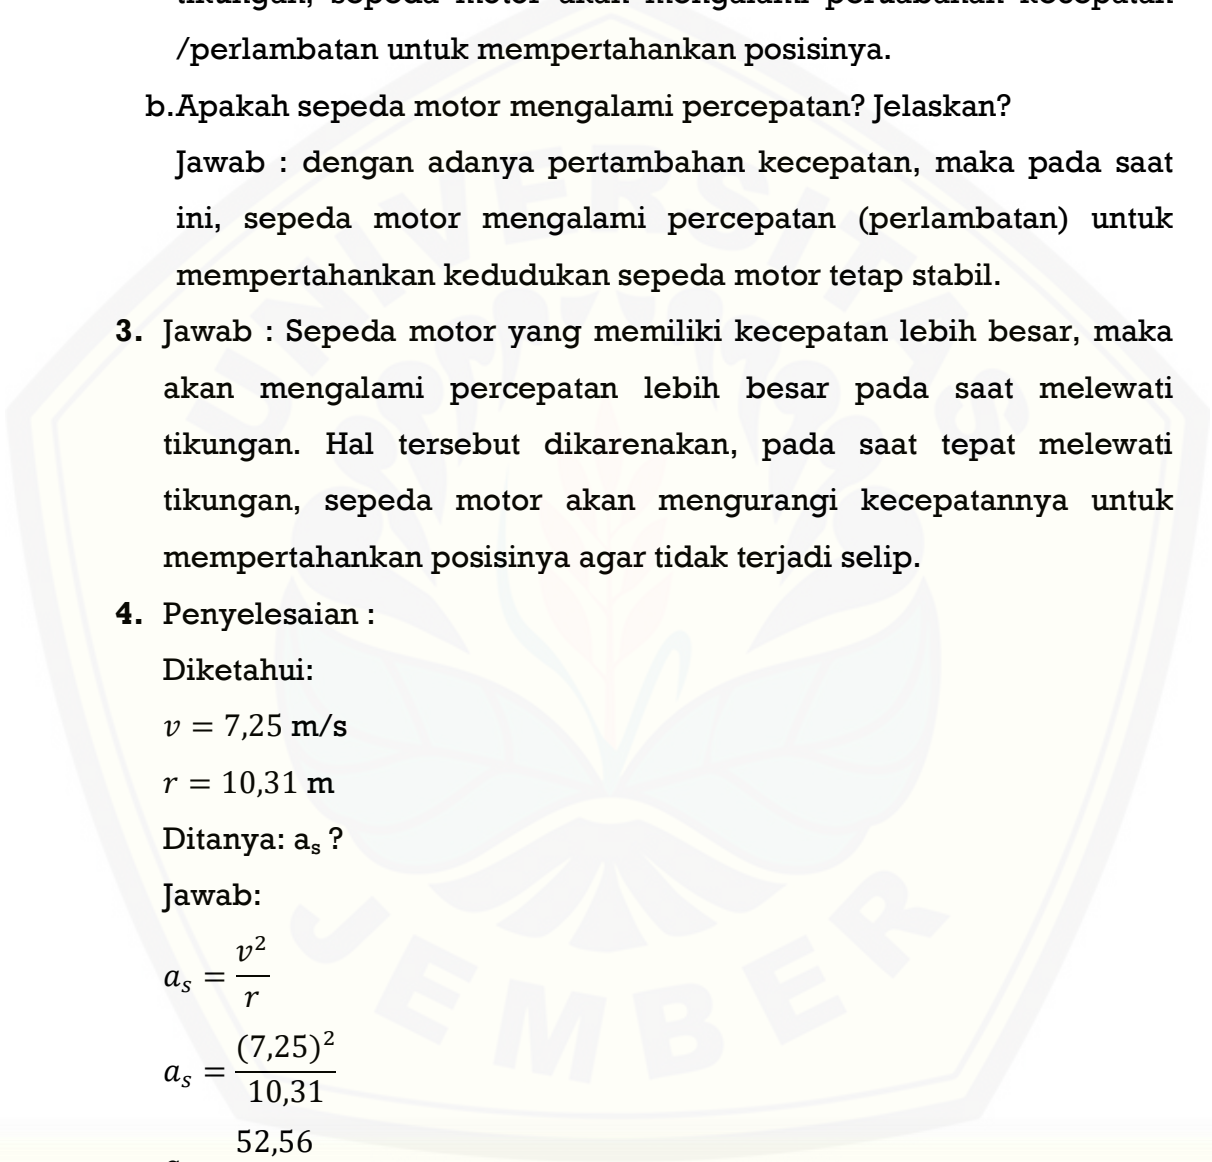 /perlambatan untuk mempertahankan posisinya.
b.Apakah sepeda motor mengalami percepatan? Jelaskan?
Jawab : dengan adanya pertambahan kecepatan, maka pada saat
ini, sepeda motor mengalami percepatan (perlambatan) untuk
mempertahankan kedudukan sepeda motor tetap stabil.
3. Jawab : Sepeda motor yang memiliki kecepatan lebih besar, maka
akan mengalami percepatan lebih besar pada saat melewati
tikungan. Hal tersebut dikarenakan, pada saat tepat melewati
tikungan, sepeda motor akan mengurangi kecepatannya untuk
mempertahankan posisinya agar tidak terjadi selip.
4. Penyelesaian :
Diketahui:
v = 7,25 m/s
r = 10,31 m
Ditanya: aₛ ?
Jawab:
aₛ = v² / r
aₛ = (7,25)² / 10,31
52,56
UNIVERSITAS
JEMBER